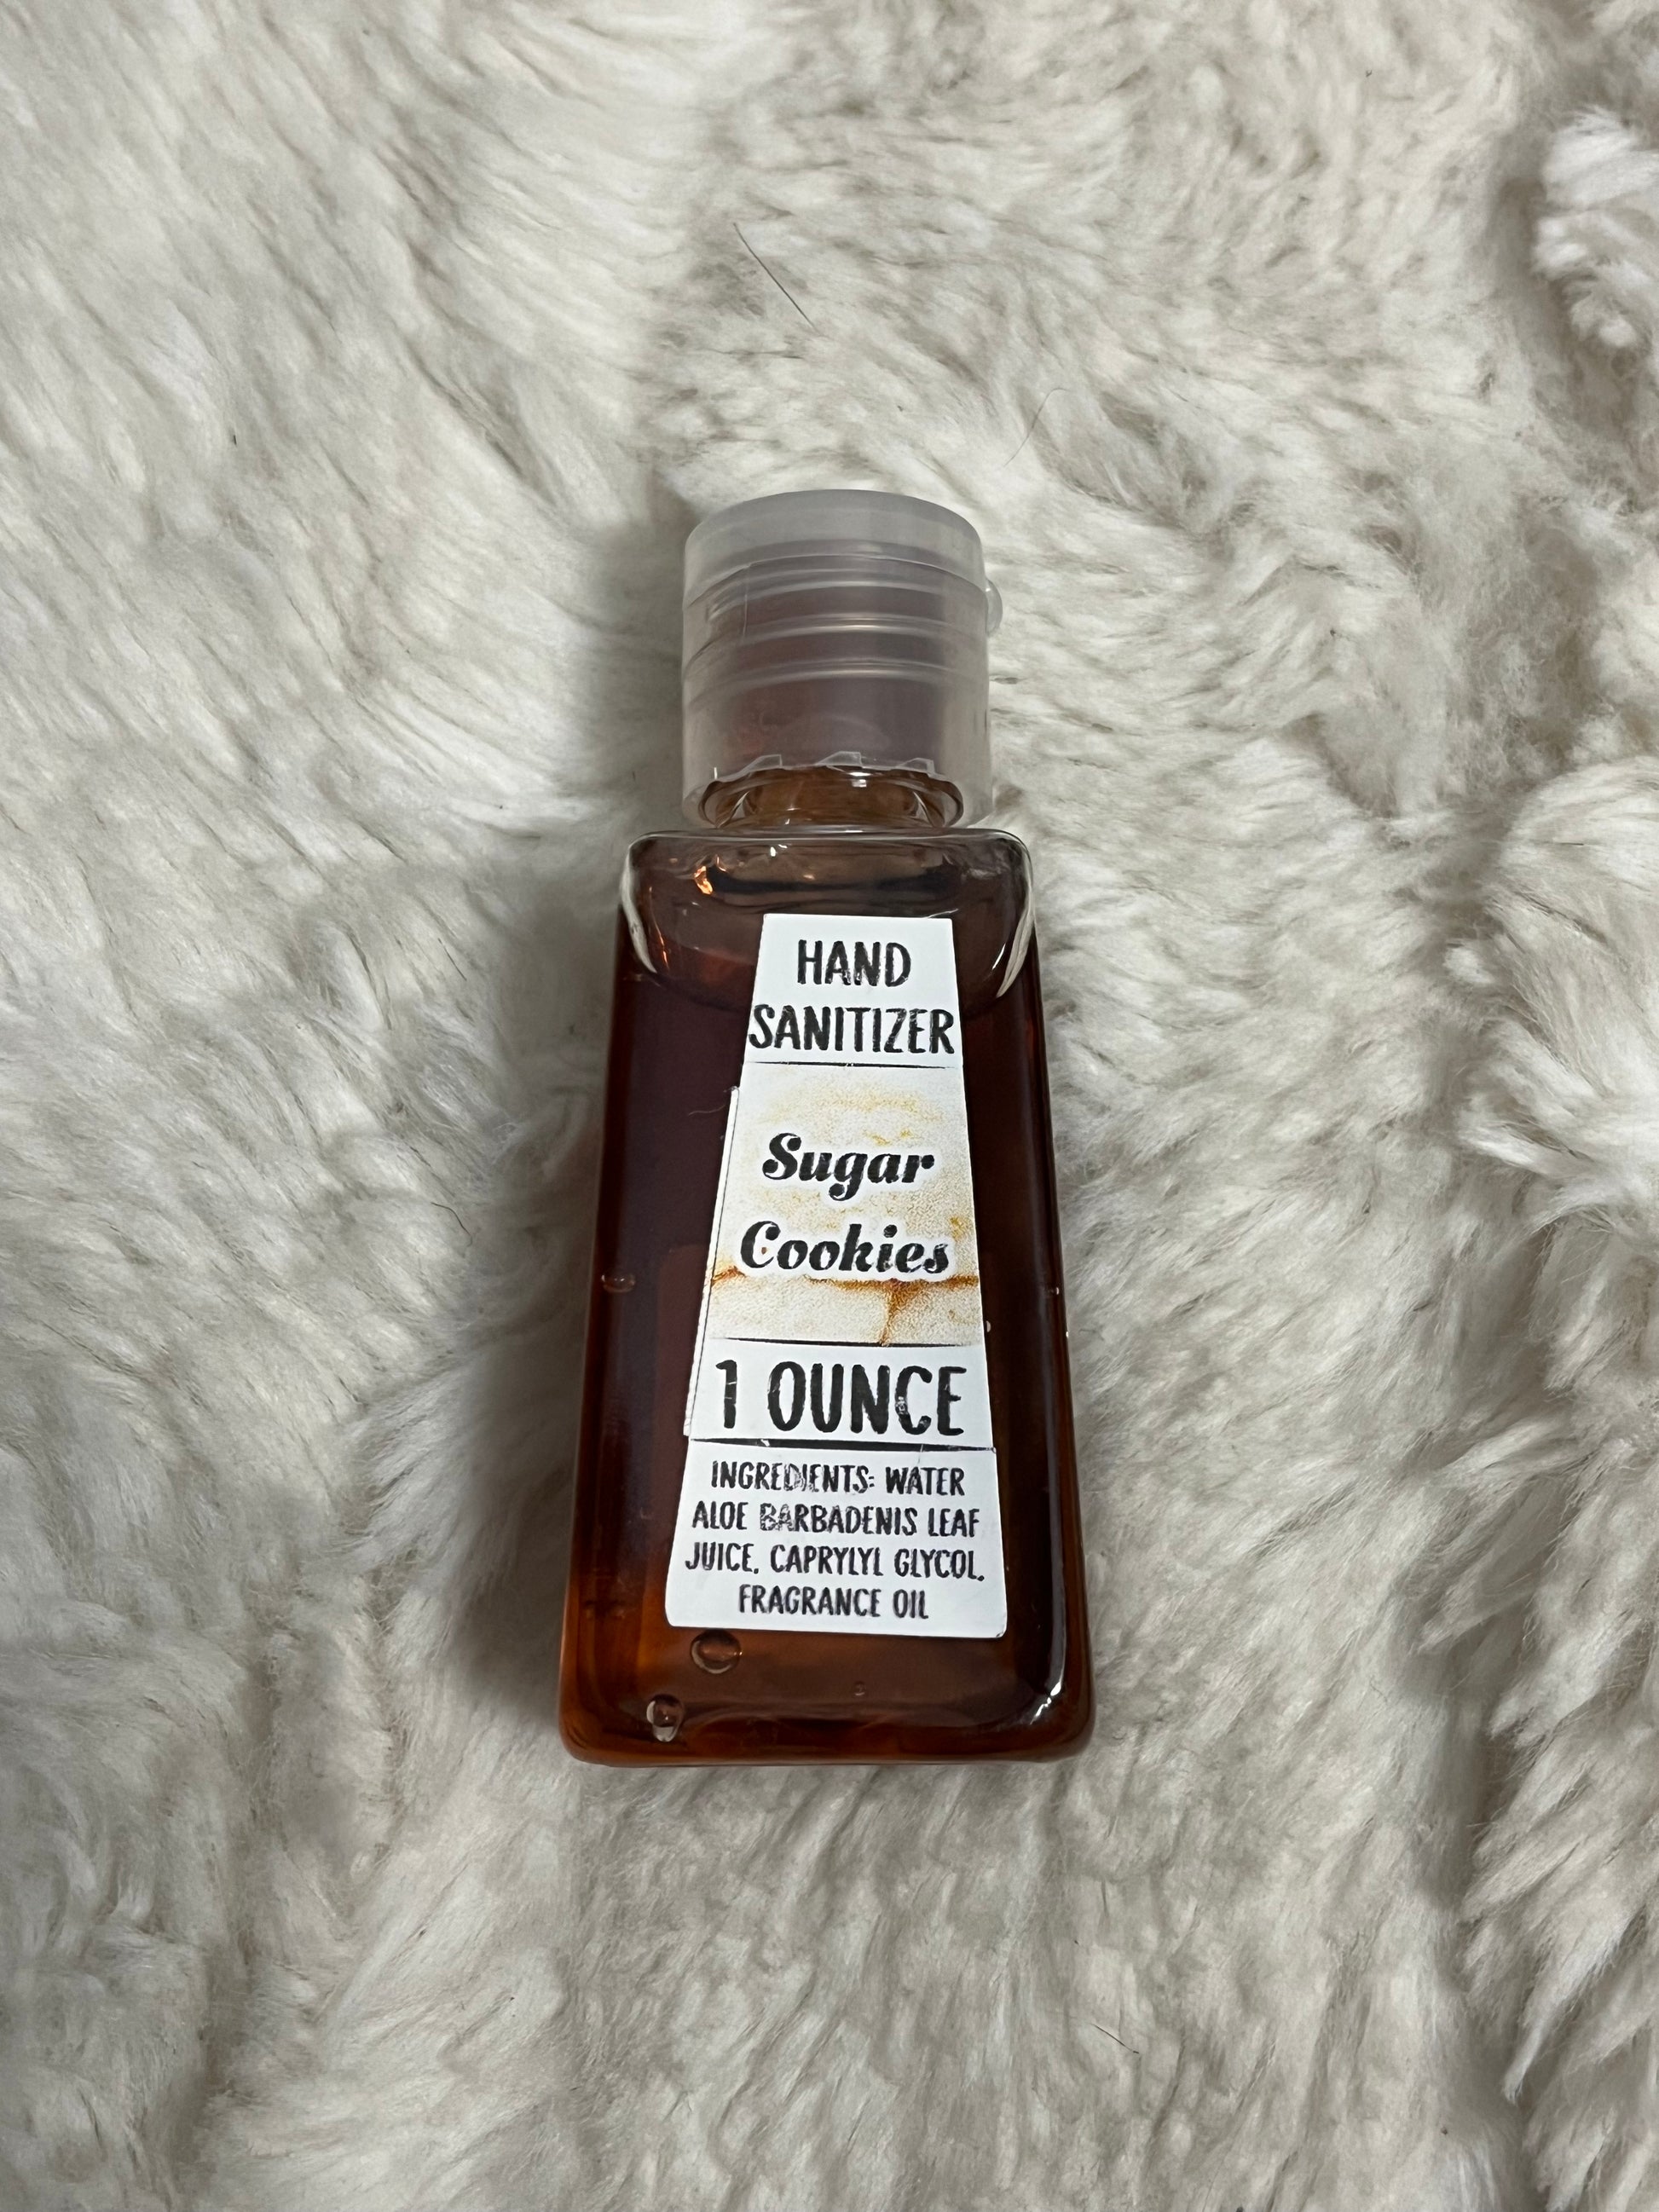 HAND
SANITIZER
Sugar
Cookies
1 OUNCE
INGREDIENTS: WATER
ALOE BARBADENIS LEAF
JUICE, CAPRYLYL GLYCOL,
FRAGRANCE OIL